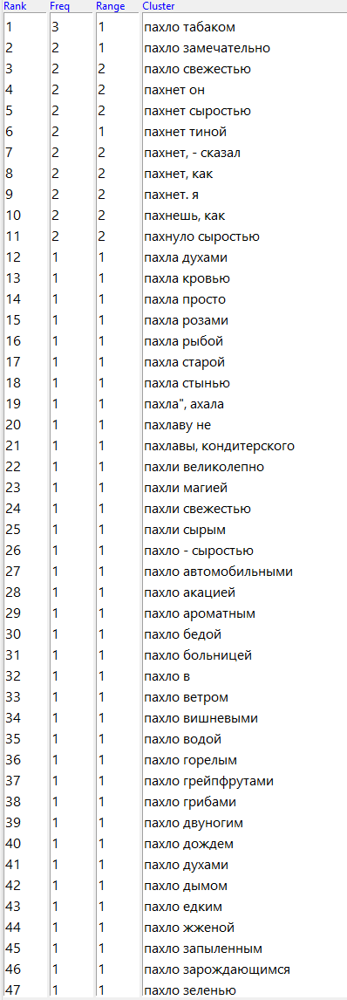 Rank Freq Range Cluster
1 3 1 пахло табаком
2 2 1 пахло замечательно
3 2 2 пахло свежестью
4 2 2 пахнет он
5 2 2 пахнет сыростью
6 2 1 пахнет тиной
7 2 2 пахнет, - сказал
8 2 2 пахнет, как
9 2 2 пахнет. я
10 2 2 пахнешь, как
11 2 2 пахнуло сыростью
12 1 1 пахла духами
13 1 1 пахла кровью
14 1 1 пахла просто
15 1 1 пахла розами
16 1 1 пахла рыбой
17 1 1 пахла старой
18 1 1 пахла стынью
19 1 1 пахла", ахала
20 1 1 пахлаву не
21 1 1 пахлавы, кондитерского
22 1 1 пахли великолепно
23 1 1 пахли магией
24 1 1 пахли свежестью
25 1 1 пахли сырым
26 1 1 пахло - сыростью
27 1 1 пахло автомобильными
28 1 1 пахло акацией
29 1 1 пахло ароматным
30 1 1 пахло бедой
31 1 1 пахло больницей
32 1 1 пахло в
33 1 1 пахло ветром
34 1 1 пахло вишневыми
35 1 1 пахло водой
36 1 1 пахло горелым
37 1 1 пахло грейпфрутами
38 1 1 пахло грибами
39 1 1 пахло двуногим
40 1 1 пахло дождем
41 1 1 пахло духами
42 1 1 пахло дымом
43 1 1 пахло едким
44 1 1 пахло жженой
45 1 1 пахло запыленным
46 1 1 пахло зарождающимся
47 1 1 пахло зеленью